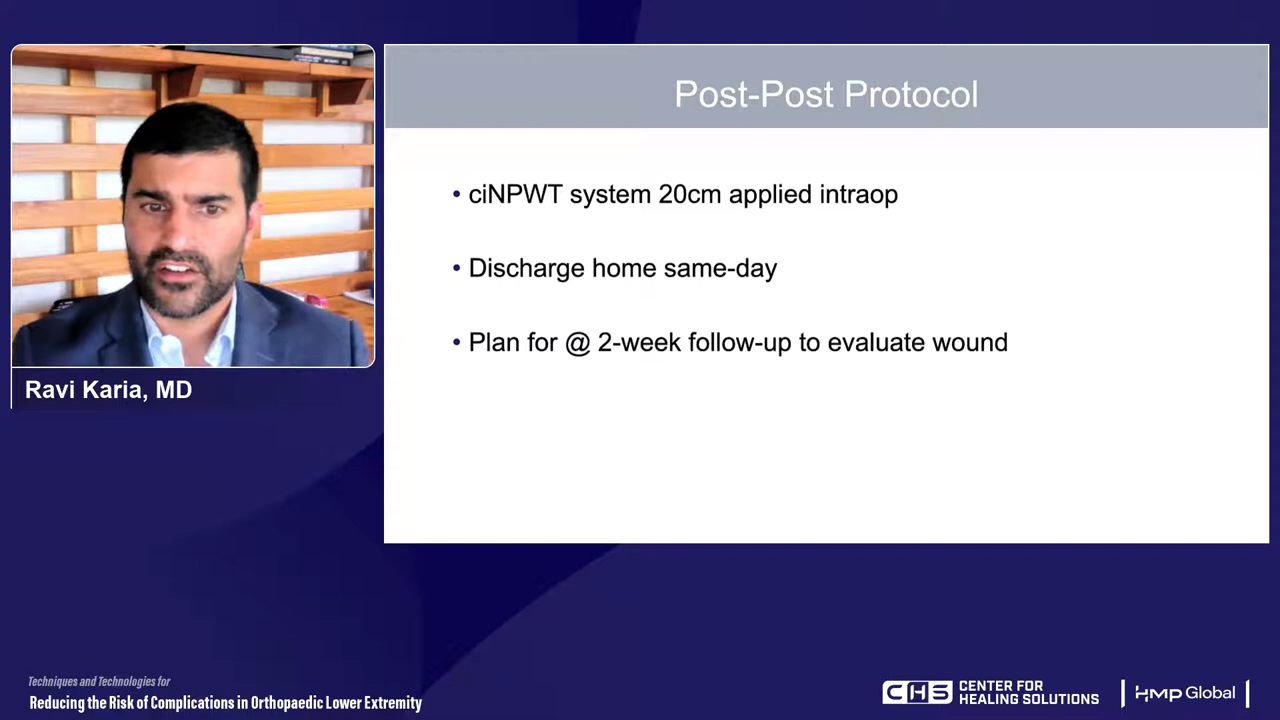 Post-Post Protocol
• ciNPWT system 20cm applied intraop
• Discharge home same-day
• Plan for @ 2-week follow-up to evaluate wound
Ravi Karia, MD
Techniques and Technologies for
Reducing the Risk of Complications in Orthopaedic Lower Extremity
CHS CENTER FOR
HEALING SOLUTIONS
HMP Global